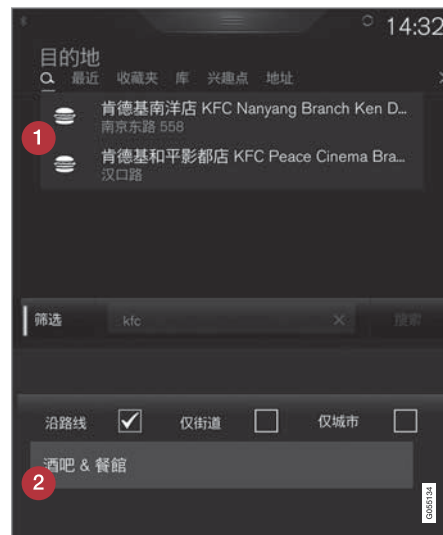 14:32
目的地
最近 收藏夹 库 兴趣点 地址
1
肯德基南洋店 KFC Nanyang Branch Ken D...
南京东路 558
肯德基和平影都店 KFC Peace Cinema Bra...
汉口路
筛选 kfc 搜索
沿路线 仅街道 仅城市
2
酒吧 & 餐館
G055134